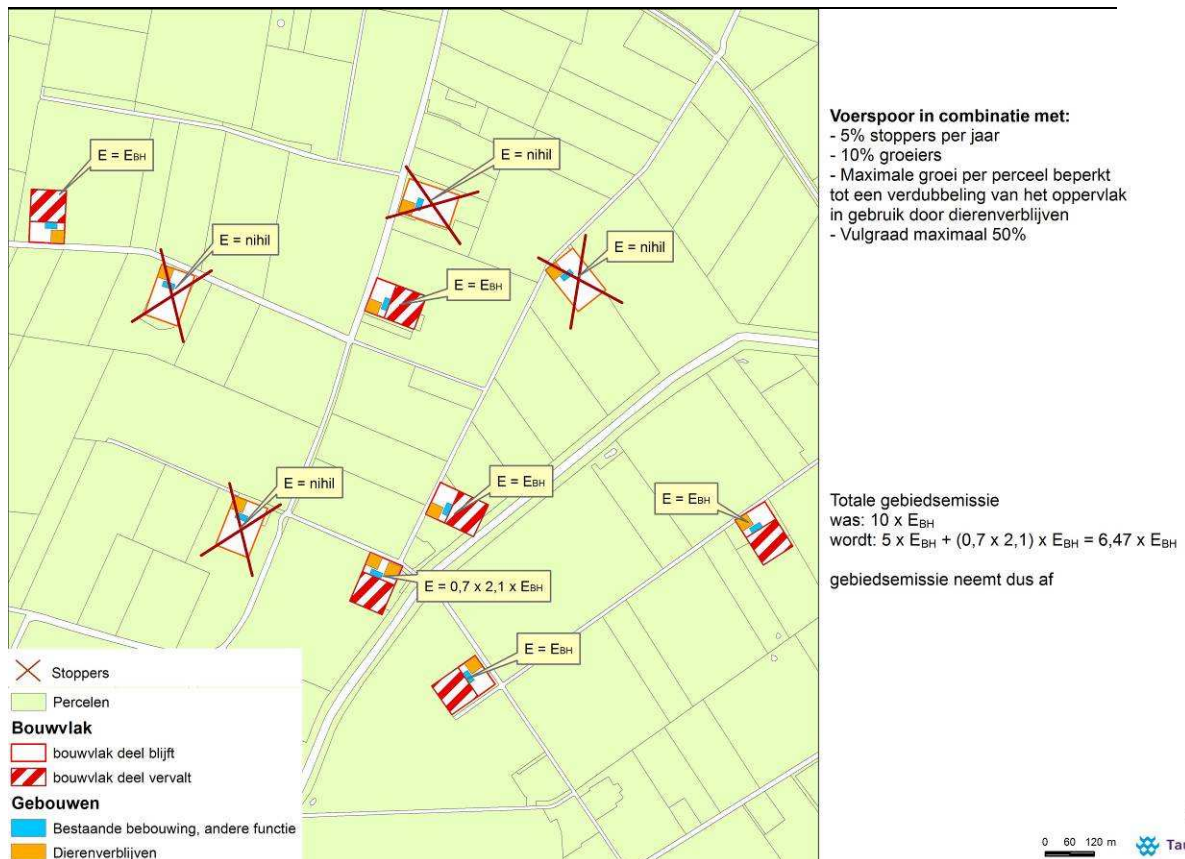 E = EBH
E = nihil
E = nihil
E = nihil
E = EBH
E = nihil
E = EBH
E = EBH
E = 0,7 x 2,1 x EBH
E = EBH
Stoppers
Percelen
Bouwvlak
bouwvlak deel blijft
bouwvlak deel vervalt
Gebouwen
Bestaande bebouwing, andere functie
Dierenverblijven
Voerspoor in combinatie met:
- 5% stoppers per jaar
- 10% groeiers
- Maximale groei per perceel beperkt
tot een verdubbeling van het oppervlak
in gebruik door dierenverblijven
- Vulgraad maximaal 50%
Totale gebiedsemissie
was: 10 x EBH
wordt: 5 x EBH + (0,7 x 2,1) x EBH = 6,47 x EBH
gebiedsemissie neemt dus af
0 60 120 m